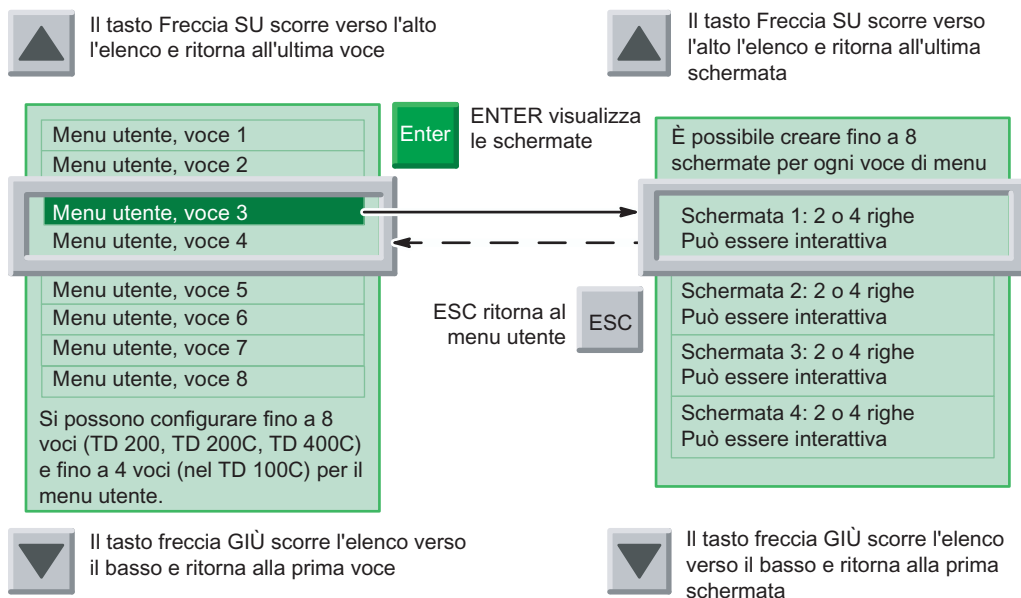 Il tasto Freccia SU scorre verso l'alto
l'elenco e ritorna all'ultima voce
Il tasto Freccia SU scorre verso
l'alto l'elenco e ritorna all'ultima
schermata
Menu utente, voce 1
Menu utente, voce 2
Menu utente, voce 3
Menu utente, voce 4
Menu utente, voce 5
Menu utente, voce 6
Menu utente, voce 7
Menu utente, voce 8
Si possono configurare fino a 8
voci (TD 200, TD 200C, TD 400C)
e fino a 4 voci (nel TD 100C) per il
menu utente.
Enter
ENTER visualizza
le schermate
ESC ritorna al
menu utente
ESC
È possibile creare fino a 8
schermate per ogni voce di menu
Schermata 1: 2 o 4 righe
Può essere interattiva
Schermata 2: 2 o 4 righe
Può essere interattiva
Schermata 3: 2 o 4 righe
Può essere interattiva
Schermata 4: 2 o 4 righe
Può essere interattiva
Il tasto freccia GIÙ scorre l'elenco verso
il basso e ritorna alla prima voce
Il tasto freccia GIÙ scorre l'elenco
verso il basso e ritorna alla prima
schermata